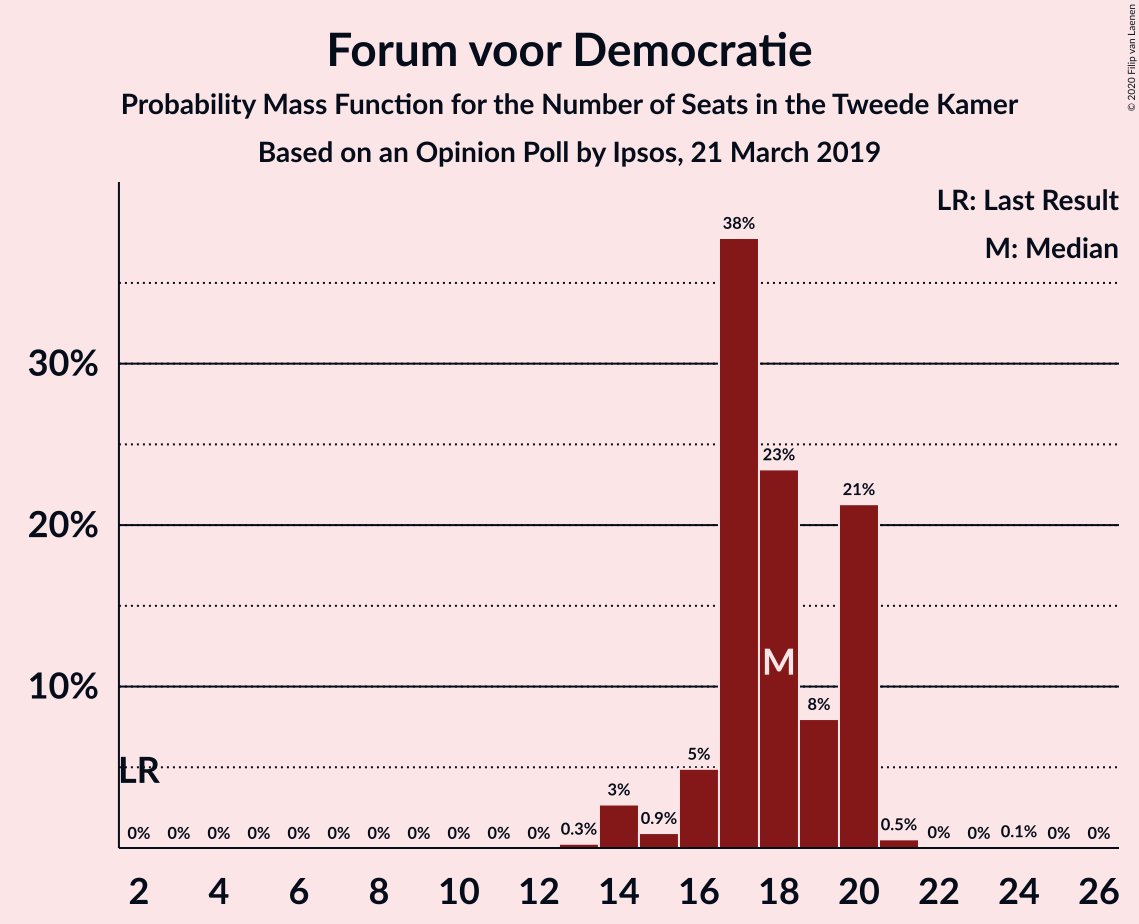 Forum voor Democratie
Probability Mass Function for the Number of Seats in the Tweede Kamer
Based on an Opinion Poll by Ipsos, 21 March 2019
© 2020 Filip van Laenen
LR: Last Result
M: Median
38%
30%
23%
21%
20%
M
10%
8%
LR
5%
3%
0% 0% 0% 0% 0% 0% 0% 0% 0% 0% 0% 0.3% 0.9% 0.5% 0% 0% 0.1% 0% 0%
2 4 6 8 10 12 14 16 18 20 22 24 26